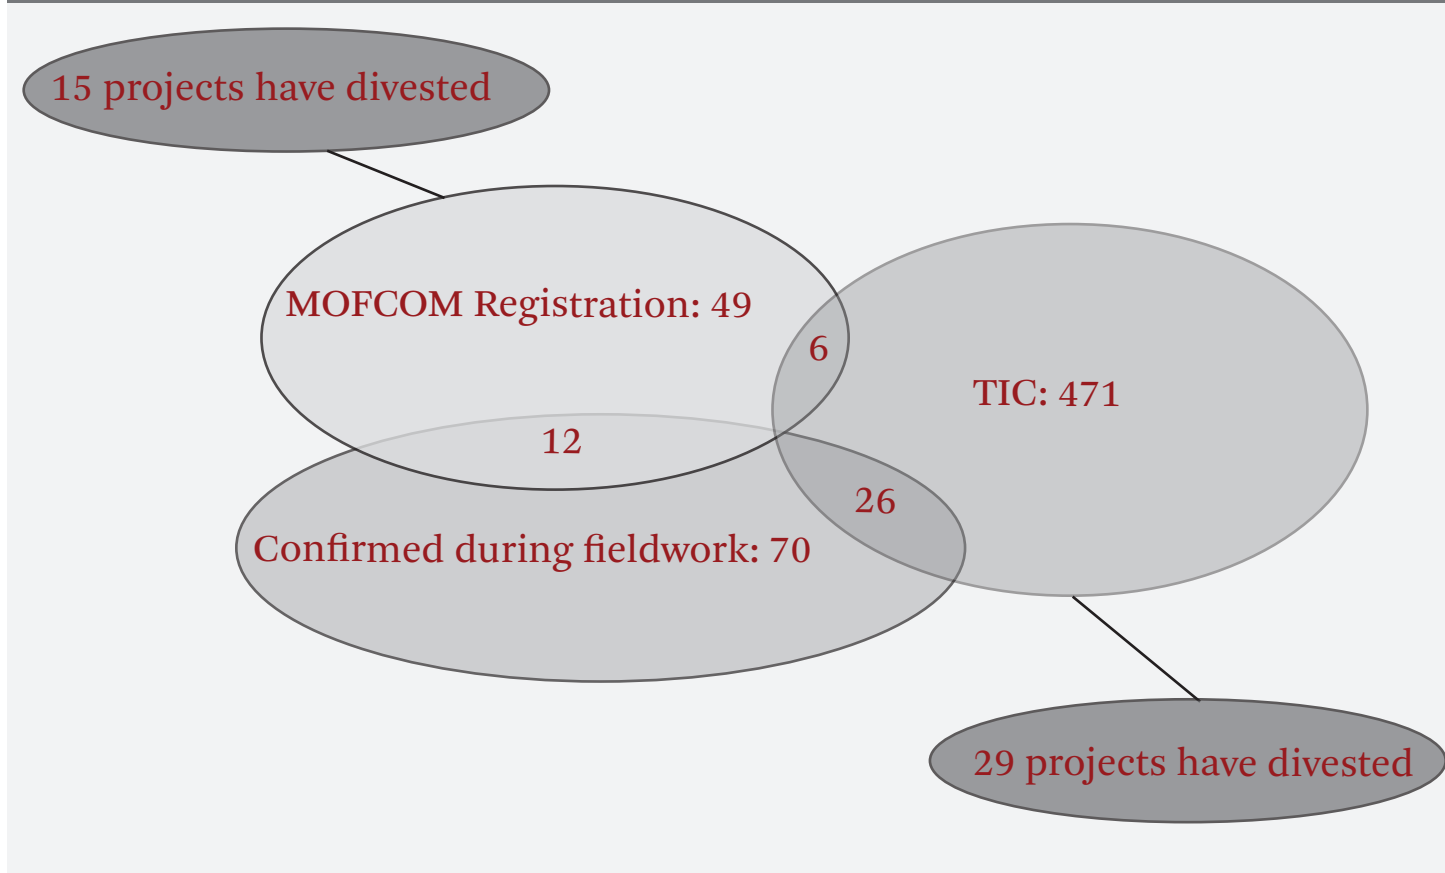 15 projects have divested
MOFCOM Registration: 49
6
TIC: 471
12
26
Confirmed during fieldwork: 70
29 projects have divested